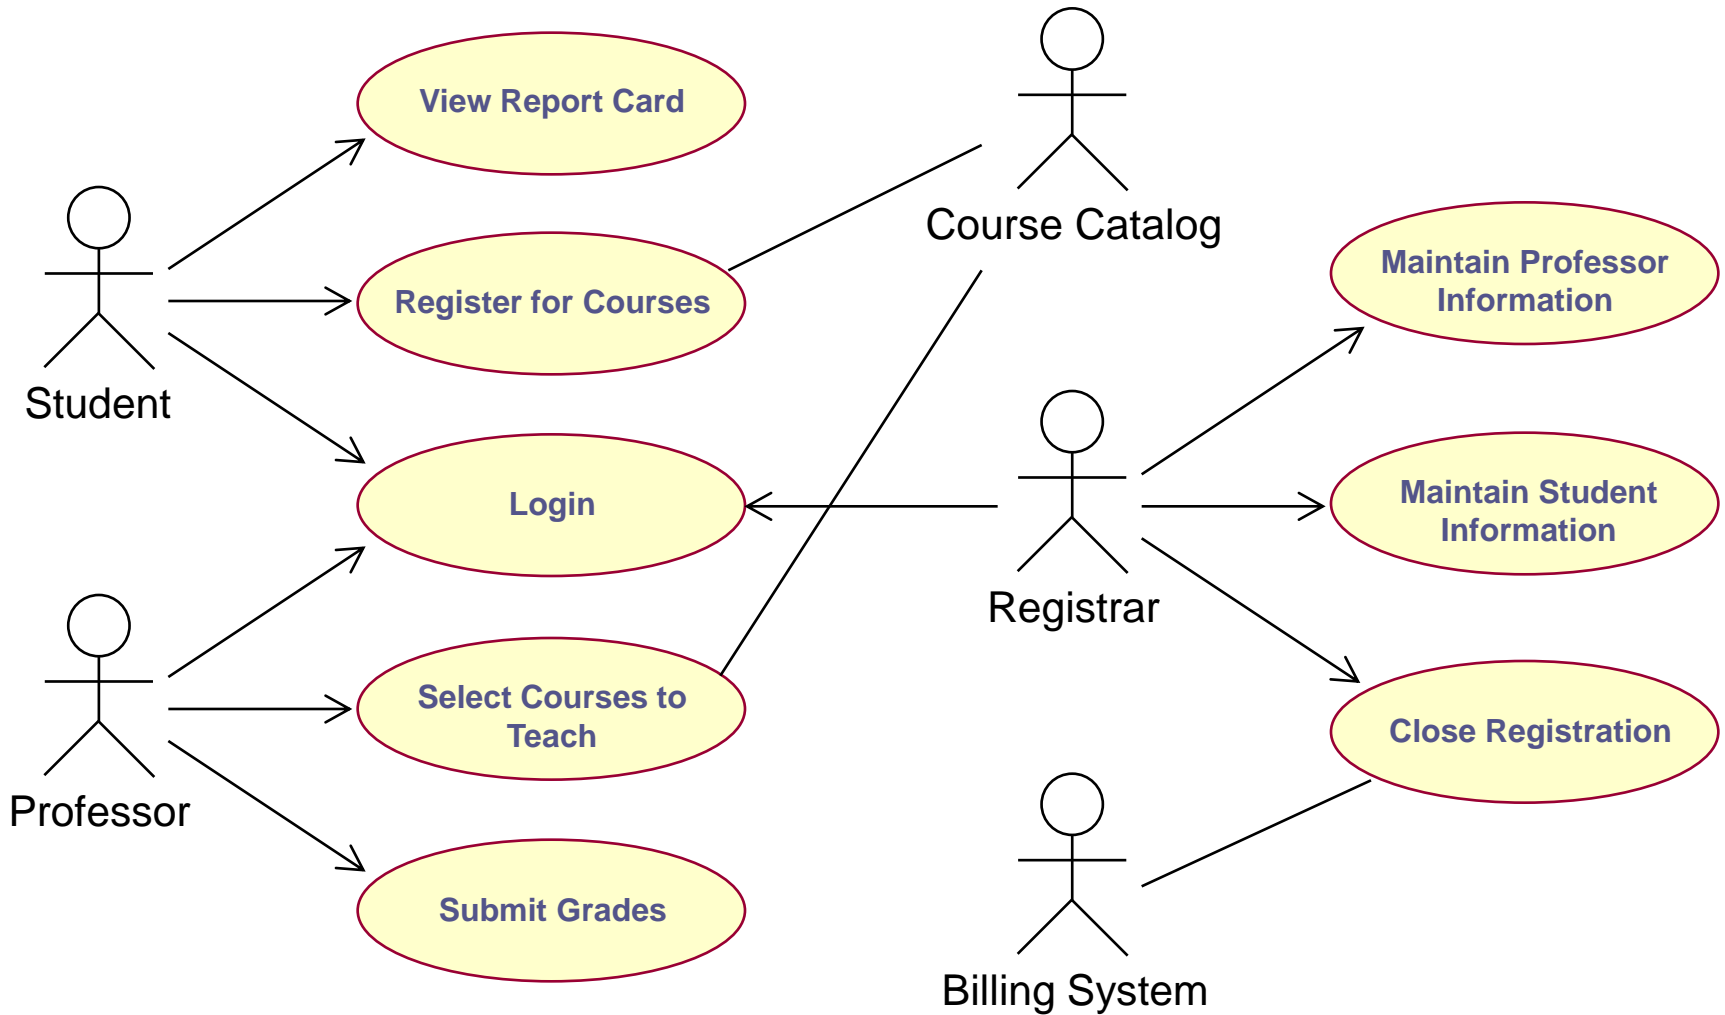 View Report Card
Course Catalog
Maintain Professor
Information
Register for Courses
Student
Login
Maintain Student
Information
Registrar
Select Courses to
Teach
Close Registration
Professor
Submit Grades
Billing System